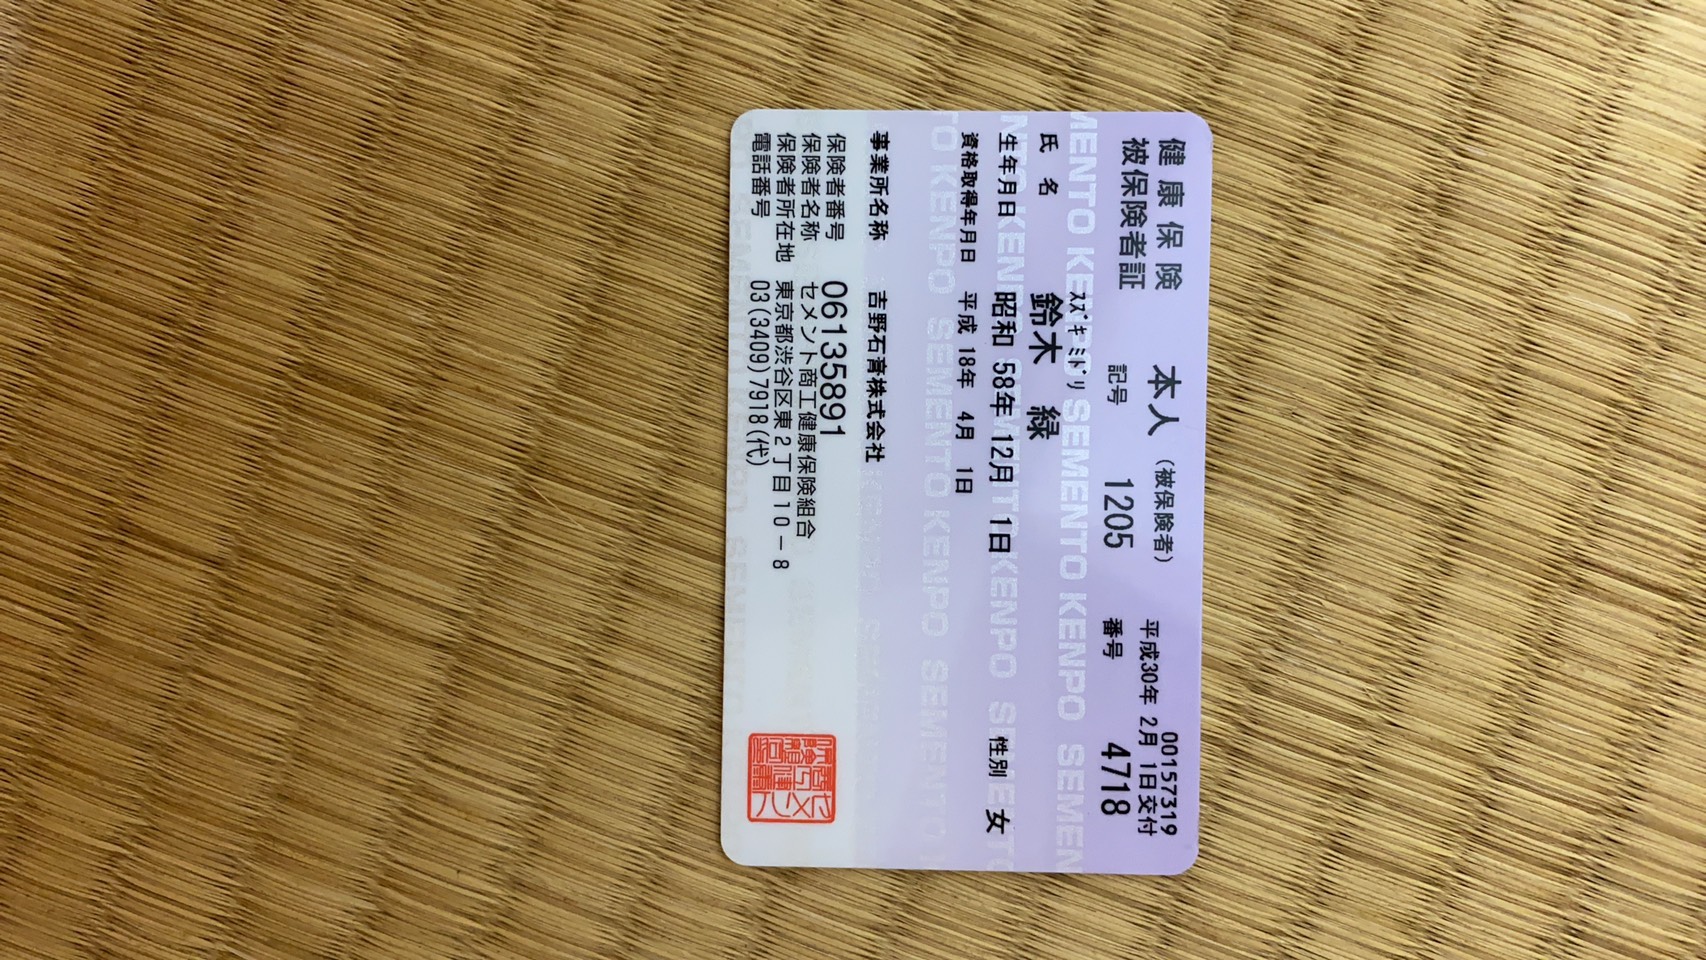 00157319
健康保険 本人(被保険者) 平成30年 2月 1日交付
被保険者証 記号 1205 番号 4718
ｽｽﾞｷ ﾐﾄﾞﾘ
氏名 鈴木 緑
生年月日 昭和 58年 12月 1日 性別 女
資格取得年月日 平成 18年 4月 1日
事業所名称 吉野石膏株式会社
保険者番号 06135891
保険者名称 セメント商工健康保険組合
保険者所在地 東京都渋谷区東2丁目10-8
電話番号 03(3409)7918(代)
SEMENTO KENPO SEMENTO KENPO SEMEN